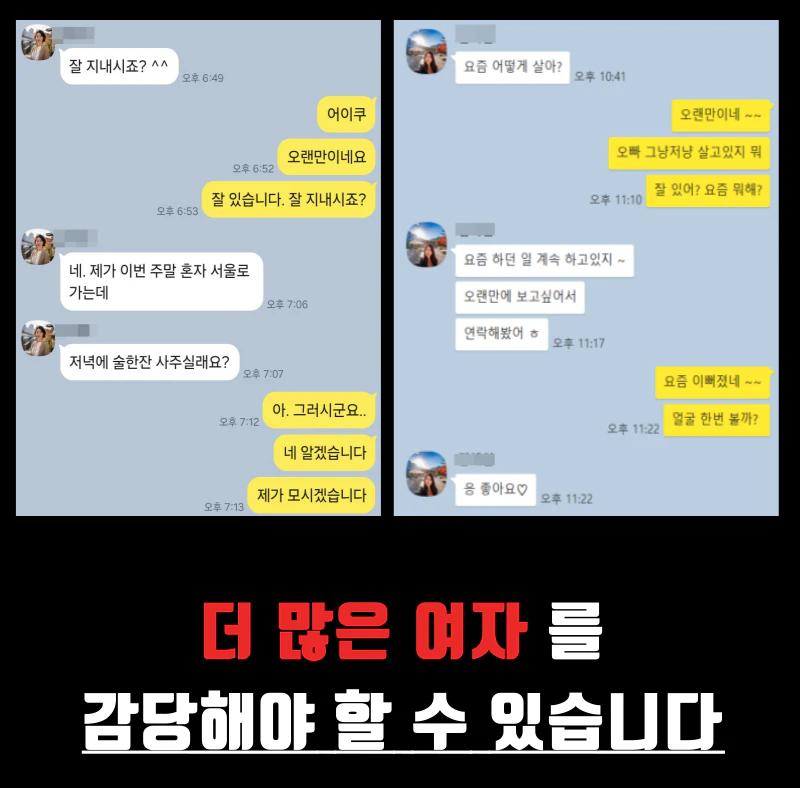 잘 지내시죠? ^^
오후 6:49
어이쿠
오랜만이네요
오후 6:52
잘 있습니다. 잘 지내시죠?
오후 6:53
네. 제가 이번 주말 혼자 서울로
가는데
오후 7:06
저녁에 술한잔 사주실래요?
오후 7:07
아. 그러시군요..
오후 7:12
네 알겠습니다
제가 모시겠습니다
오후 7:13
요즘 어떻게 살아?
오후 10:41
오랜만이네 ~~
오빠 그냥저냥 살고있지 뭐
잘 있어? 요즘 뭐해?
오후 11:10
요즘 하던 일 계속 하고있지 ~
오랜만에 보고싶어서
연락해봤어 ㅎ
오후 11:17
요즘 이뻐졌네 ~~
얼굴 한번 볼까?
오후 11:22
응 좋아요♡
오후 11:22
더 많은 여자 를
감당해야 할 수 있습니다